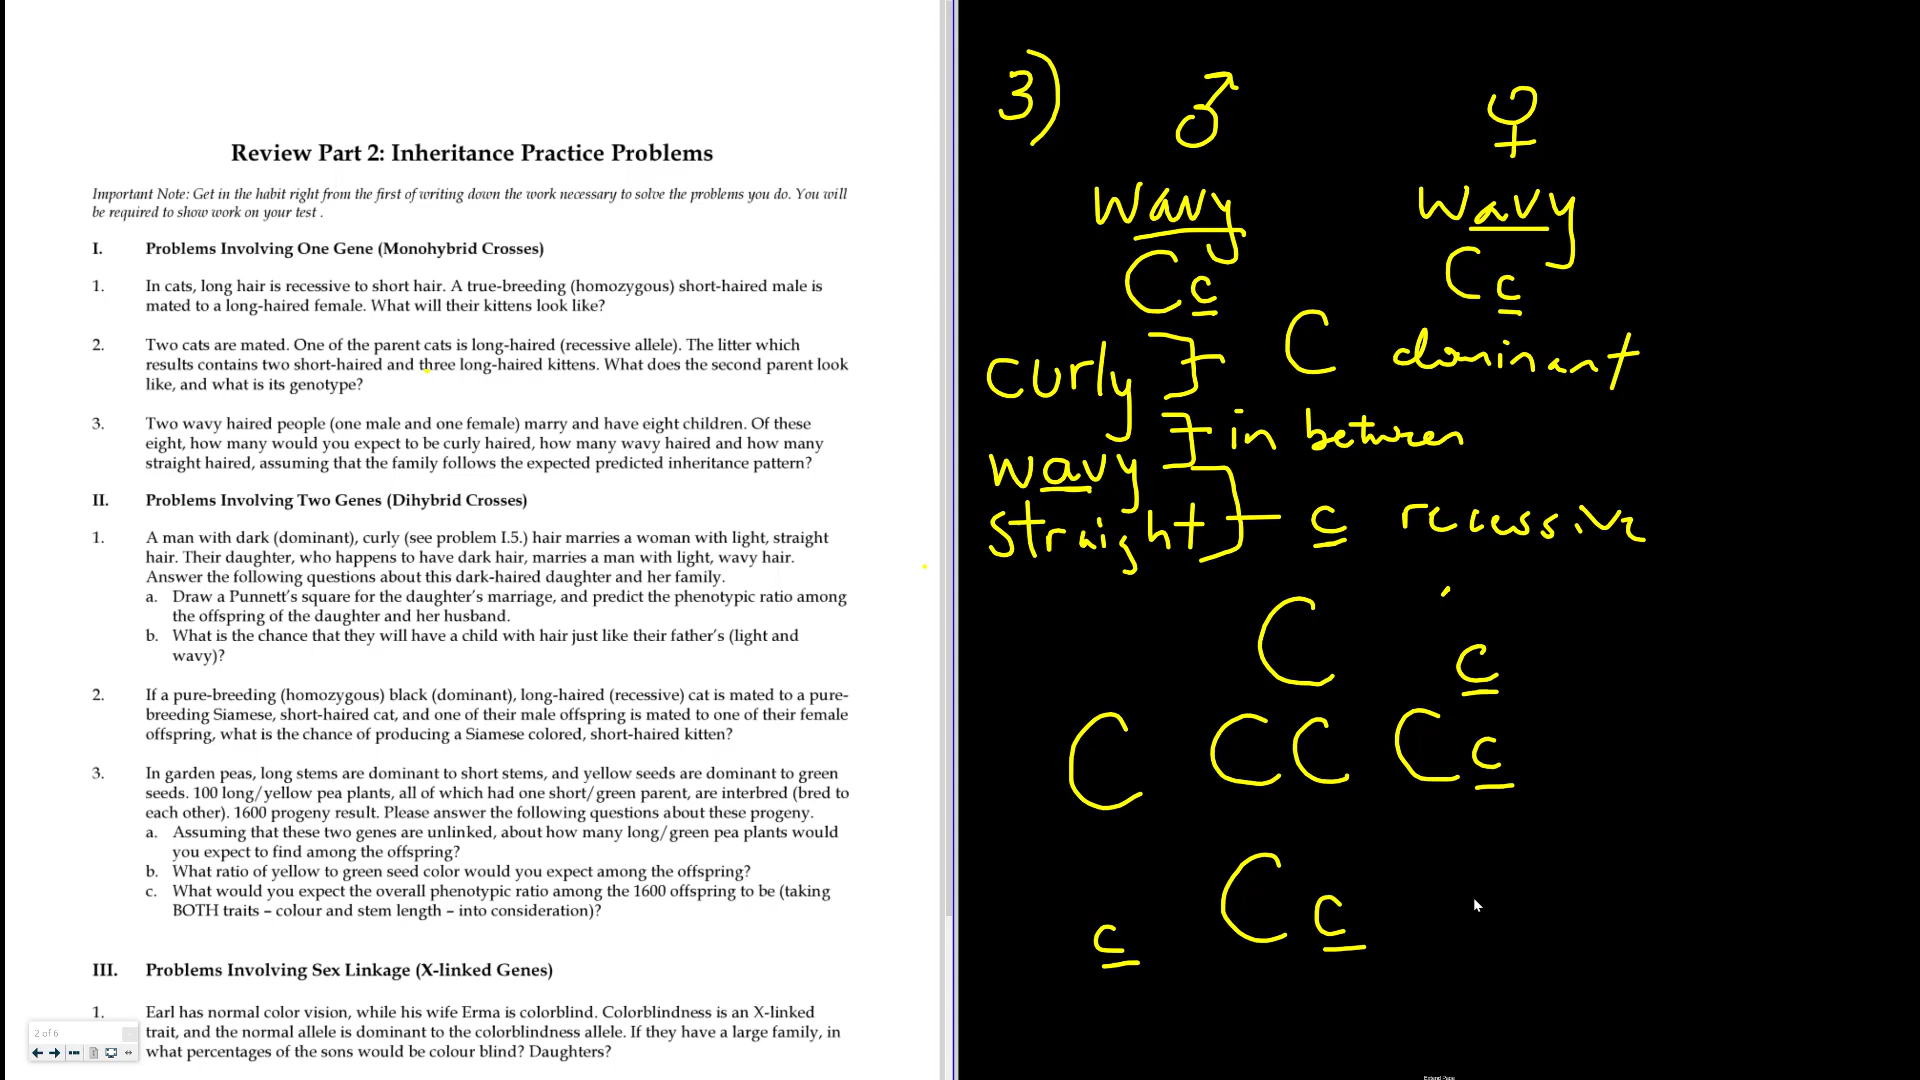 Review Part 2: Inheritance Practice Problems
Important Note: Get in the habit right from the first of writing down the work necessary to solve the problems you do. You will
be required to show work on your test .
I. Problems Involving One Gene (Monohybrid Crosses)
1. In cats, long hair is recessive to short hair. A true-breeding (homozygous) short-haired male is
mated to a long-haired female. What will their kittens look like?
2. Two cats are mated. One of the parent cats is long-haired (recessive allele). The litter which
results contains two short-haired and three long-haired kittens. What does the second parent look
like, and what is its genotype?
3. Two wavy haired people (one male and one female) marry and have eight children. Of these
eight, how many would you expect to be curly haired, how many wavy haired and how many
straight haired, assuming that the family follows the expected predicted inheritance pattern?
II. Problems Involving Two Genes (Dihybrid Crosses)
1. A man with dark (dominant), curly (see problem I.5.) hair marries a woman with light, straight
hair. Their daughter, who happens to have dark hair, marries a man with light, wavy hair.
Answer the following questions about this dark-haired daughter and her family.
a. Draw a Punnett's square for the daughter's marriage, and predict the phenotypic ratio among
the offspring of the daughter and her husband.
b. What is the chance that they will have a child with hair just like their father's (light and
wavy)?
2. If a pure-breeding (homozygous) black (dominant), long-haired (recessive) cat is mated to a pure-
breeding Siamese, short-haired cat, and one of their male offspring is mated to one of their female
offspring, what is the chance of producing a Siamese colored, short-haired kitten?
3. In garden peas, long stems are dominant to short stems, and yellow seeds are dominant to green
seeds. 100 long/yellow pea plants, all of which had one short/green parent, are interbred (bred to
each other). 1600 progeny result. Please answer the following questions about these progeny.
a. Assuming that these two genes are unlinked, about how many long/green pea plants would
you expect to find among the offspring?
b. What ratio of yellow to green seed color would you expect among the offspring?
c. What would you expect the overall phenotypic ratio among the 1600 offspring to be (taking
BOTH traits – colour and stem length – into consideration)?
III. Problems Involving Sex Linkage (X-linked Genes)
1. Earl has normal color vision, while his wife Erma is colorblind. Colorblindness is an X-linked
trait, and the normal allele is dominant to the colorblindness allele. If they have a large family, in
what percentages of the sons would be colour blind? Daughters?
2 of 6
3) ♂ ♀
wavy wavy
Cc Cc
curly C dominant
wavy in between
straight c recessive
C c
C CC Cc
c Cc
Extend Page